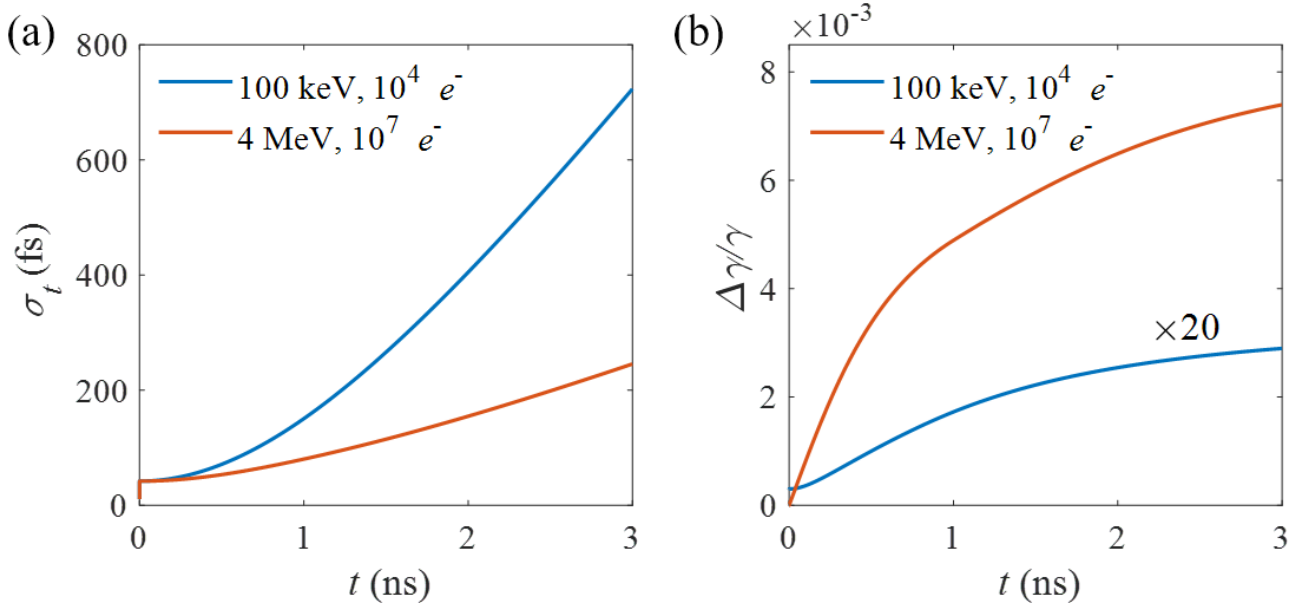 (a)
800
600
400
200
0
σt (fs)
100 keV, 10^4 e^-
4 MeV, 10^7 e^-
0 1 2 3
t (ns)
(b)
×10^-3
8
6
4
2
0
Δγ/γ
100 keV, 10^4 e^-
4 MeV, 10^7 e^-
×20
0 1 2 3
t (ns)